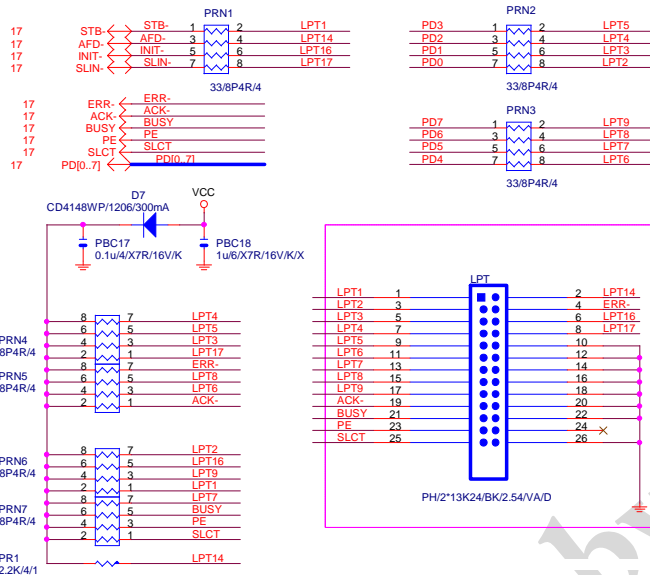 PRN1
17 STB- STB- 1 2 LPT1
17 AFD- AFD- 3 4 LPT14
17 INIT- INIT- 5 6 LPT16
17 SLIN- SLIN- 7 8 LPT17
33/8P4R/4
17 ERR- ERR-
17 ACK- ACK-
17 BUSY BUSY
17 PE PE
17 SLCT SLCT
17 PD[0..7] PD[0..7]
PRN2
PD3 1 2 LPT5
PD2 3 4 LPT4
PD1 5 6 LPT3
PD0 7 8 LPT2
33/8P4R/4
PRN3
PD7 1 2 LPT9
PD6 3 4 LPT8
PD5 5 6 LPT7
PD4 7 8 LPT6
33/8P4R/4
D7
CD4148WP/1206/300mA
VCC
PBC17
0.1u/4/X7R/16V/K
PBC18
1u/6/X7R/16V/K/X
PRN4
8P4R/4
8 7 LPT4
6 5 LPT5
4 3 LPT3
2 1 LPT17
PRN5
8P4R/4
8 7 ERR-
6 5 LPT8
4 3 LPT6
2 1 ACK-
PRN6
8P4R/4
8 7 LPT2
6 5 LPT16
4 3 LPT9
2 1 LPT1
PRN7
8P4R/4
8 7 LPT7
6 5 BUSY
4 3 PE
2 1 SLCT
PR1
2.2K/4/1
LPT14
LPT
LPT1 1 2 LPT14
LPT2 3 4 ERR-
LPT3 5 6 LPT16
LPT4 7 8 LPT17
LPT5 9 10
LPT6 11 12
LPT7 13 14
LPT8 15 16
LPT9 17 18
ACK- 19 20
BUSY 21 22
PE 23 24
SLCT 25 26
PH/2*13K24/BK/2.54/VA/D